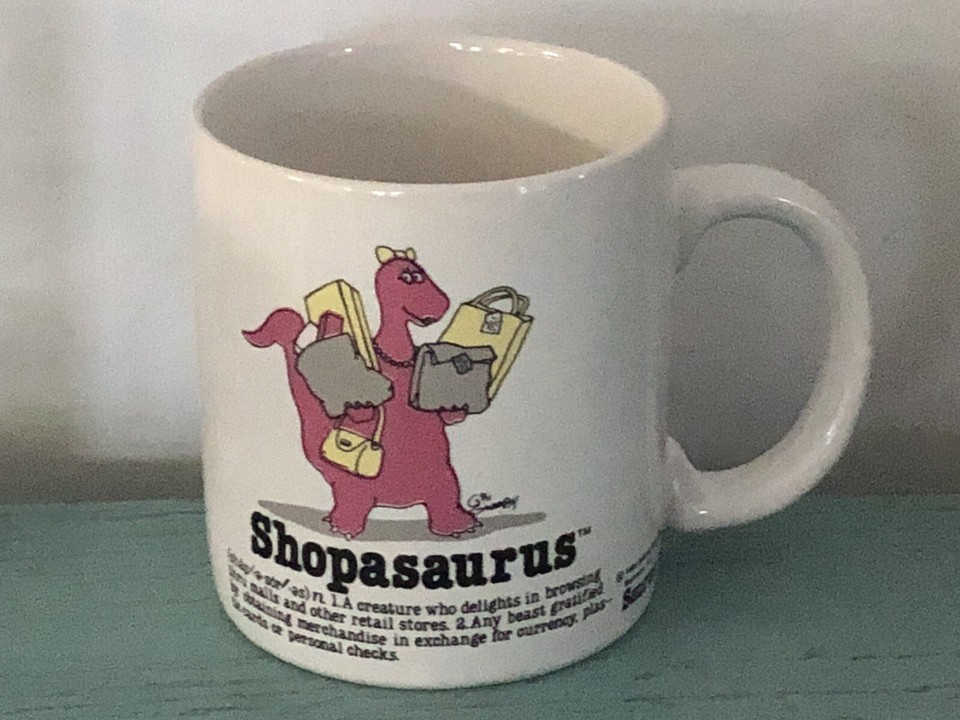 Shopasaurus™
n. 1. A creature who delights in browsing
thru malls and other retail stores. 2. Any beast gratified
by obtaining merchandise in exchange for currency, plas-
tic cards or personal checks.